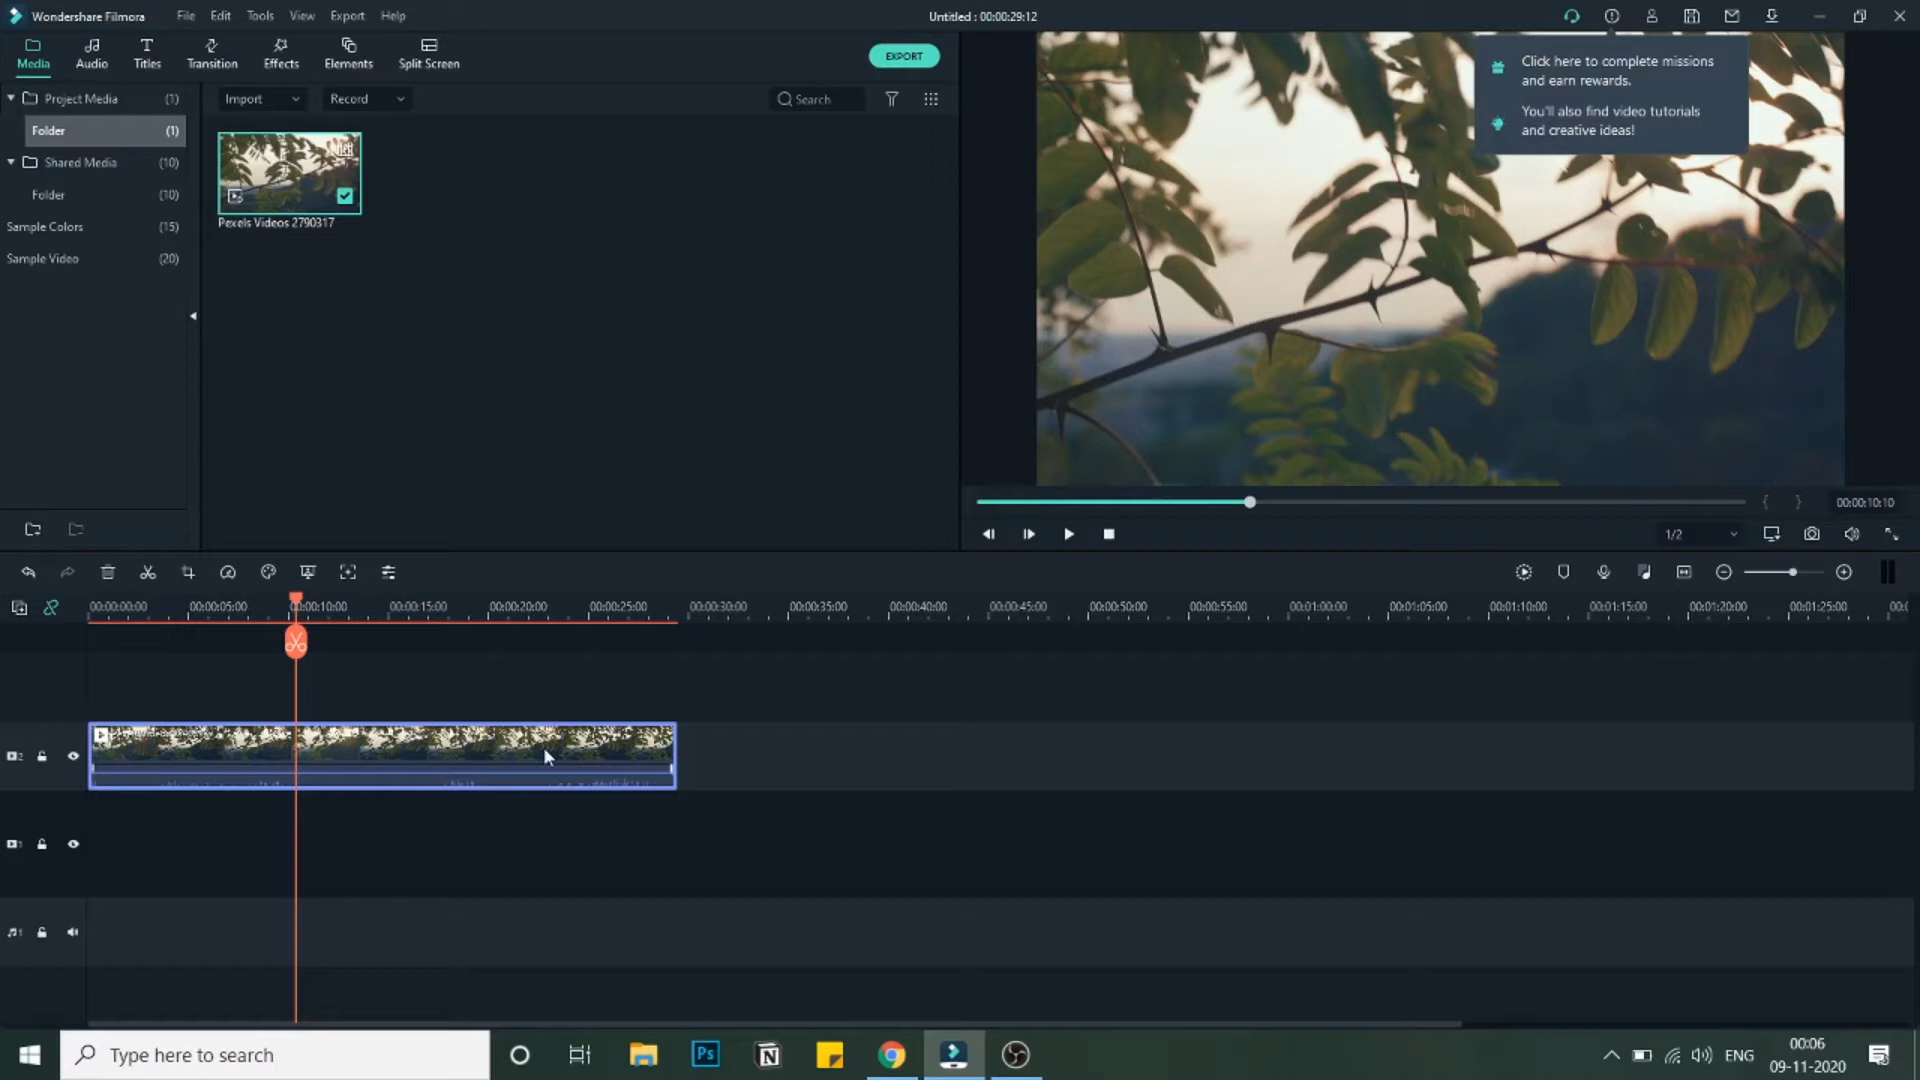 Wondershare Filmora File Edit Tools View Export Help
Untitled : 00:00:29:12
Media Audio Titles Transition Effects Elements Split Screen
EXPORT
Click here to complete missions
and earn rewards.
You'll also find video tutorials
and creative ideas!
Project Media (1)
Folder (1)
Shared Media (10)
Folder (10)
Sample Colors (15)
Sample Video (20)
Import Record Search
Pexels Videos 2790317
00:00:10:10
1/2
00:00:00:00 00:00:05:00 00:00:10:00 00:00:15:00 00:00:20:00 00:00:25:00 00:00:30:00 00:00:35:00 00:00:40:00 00:00:45:00 00:00:50:00 00:00:55:00 00:01:00:00 00:01:05:00 00:01:10:00 00:01:15:00 00:01:20:00 00:01:25:00
2
1
1
Type here to search
Ps
ENG
00:06
09-11-2020